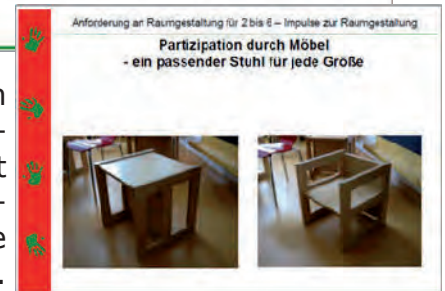 Anforderung an Raumgestaltung für 2 bis 6 – Impulse zur Raumgestaltung
Partizipation durch Möbel
- ein passender Stuhl für jede Größe
n
-
t
-
e
.